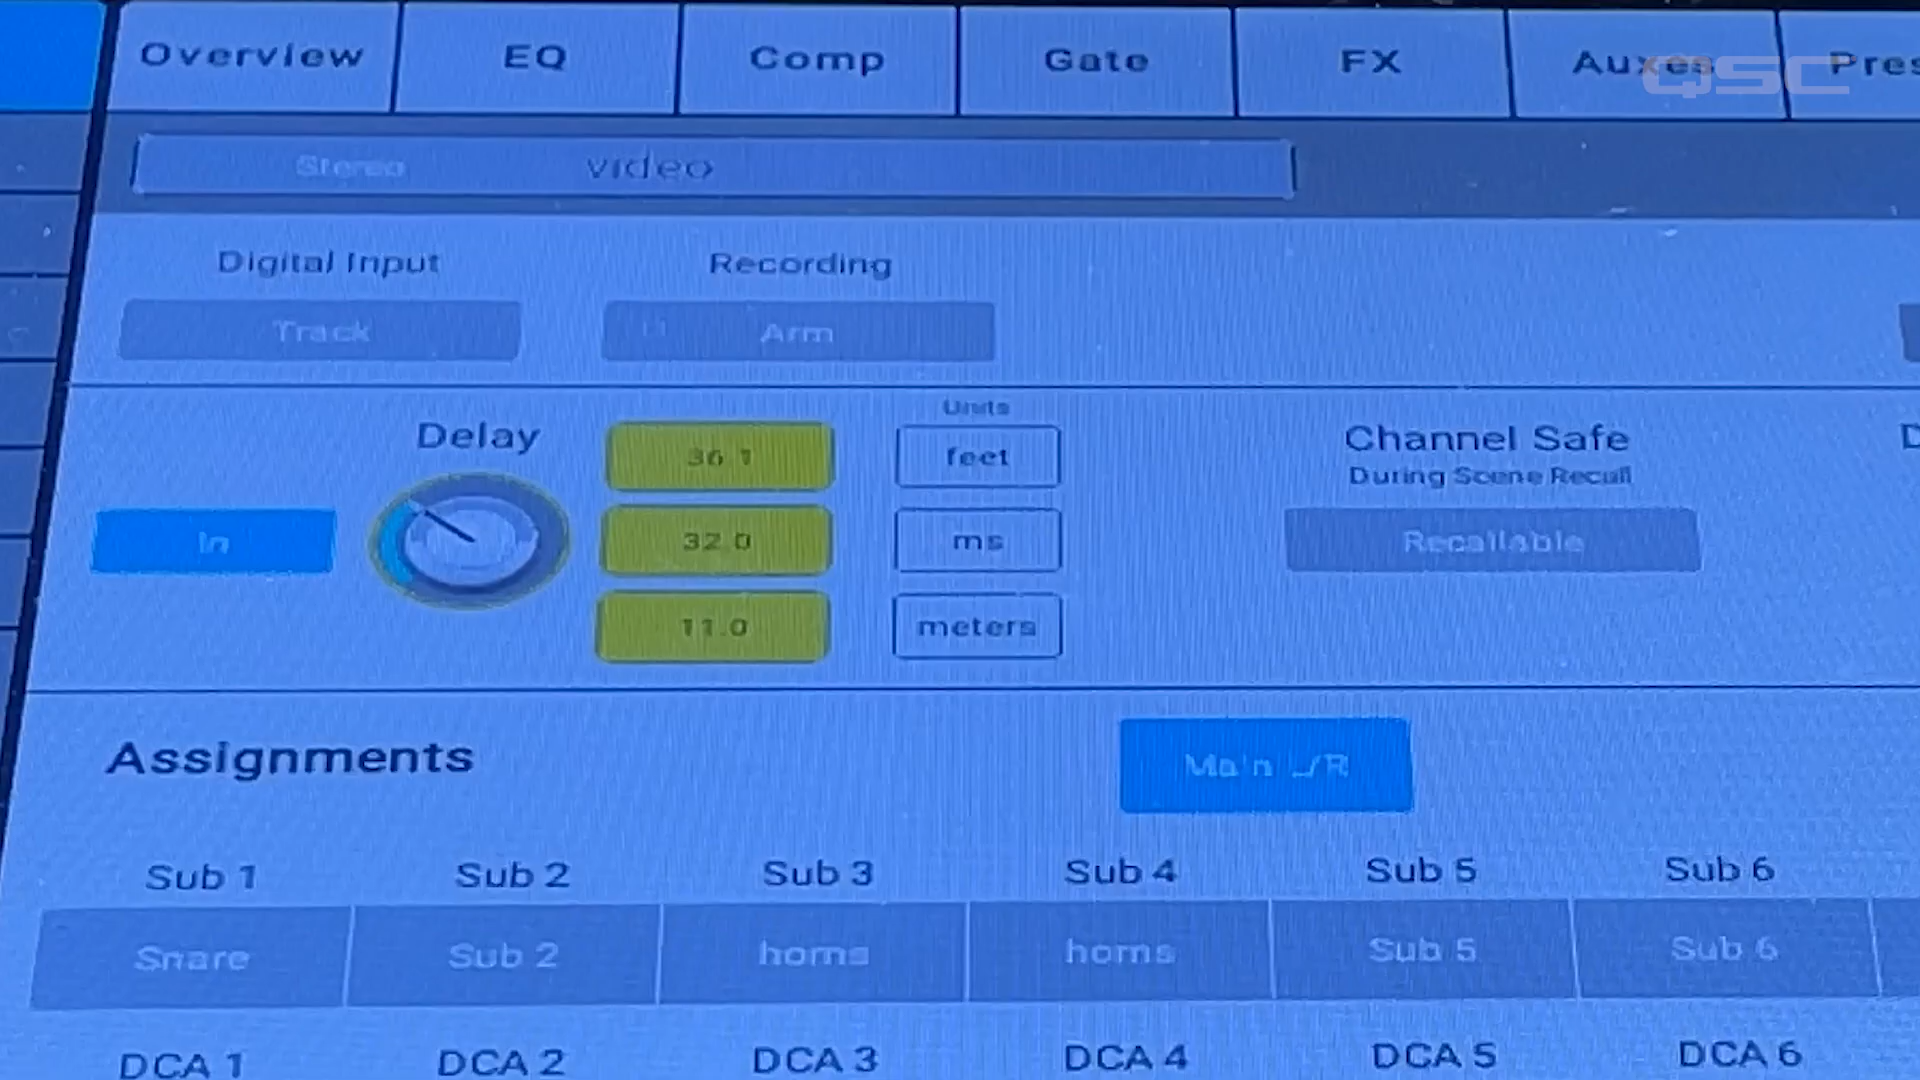 Overview EQ Comp Gate FX Auxes Pres
QSC
Stereo video
Digital Input Recording
Track Arm
Units
Delay 36.1 feet Channel Safe
During Scene Recall
In 32.0 ms Recallable
11.0 meters
Assignments Main L/R
Sub 1 Sub 2 Sub 3 Sub 4 Sub 5 Sub 6
Snare Sub 2 horns horns Sub 5 Sub 6
DCA 1 DCA 2 DCA 3 DCA 4 DCA 5 DCA 6